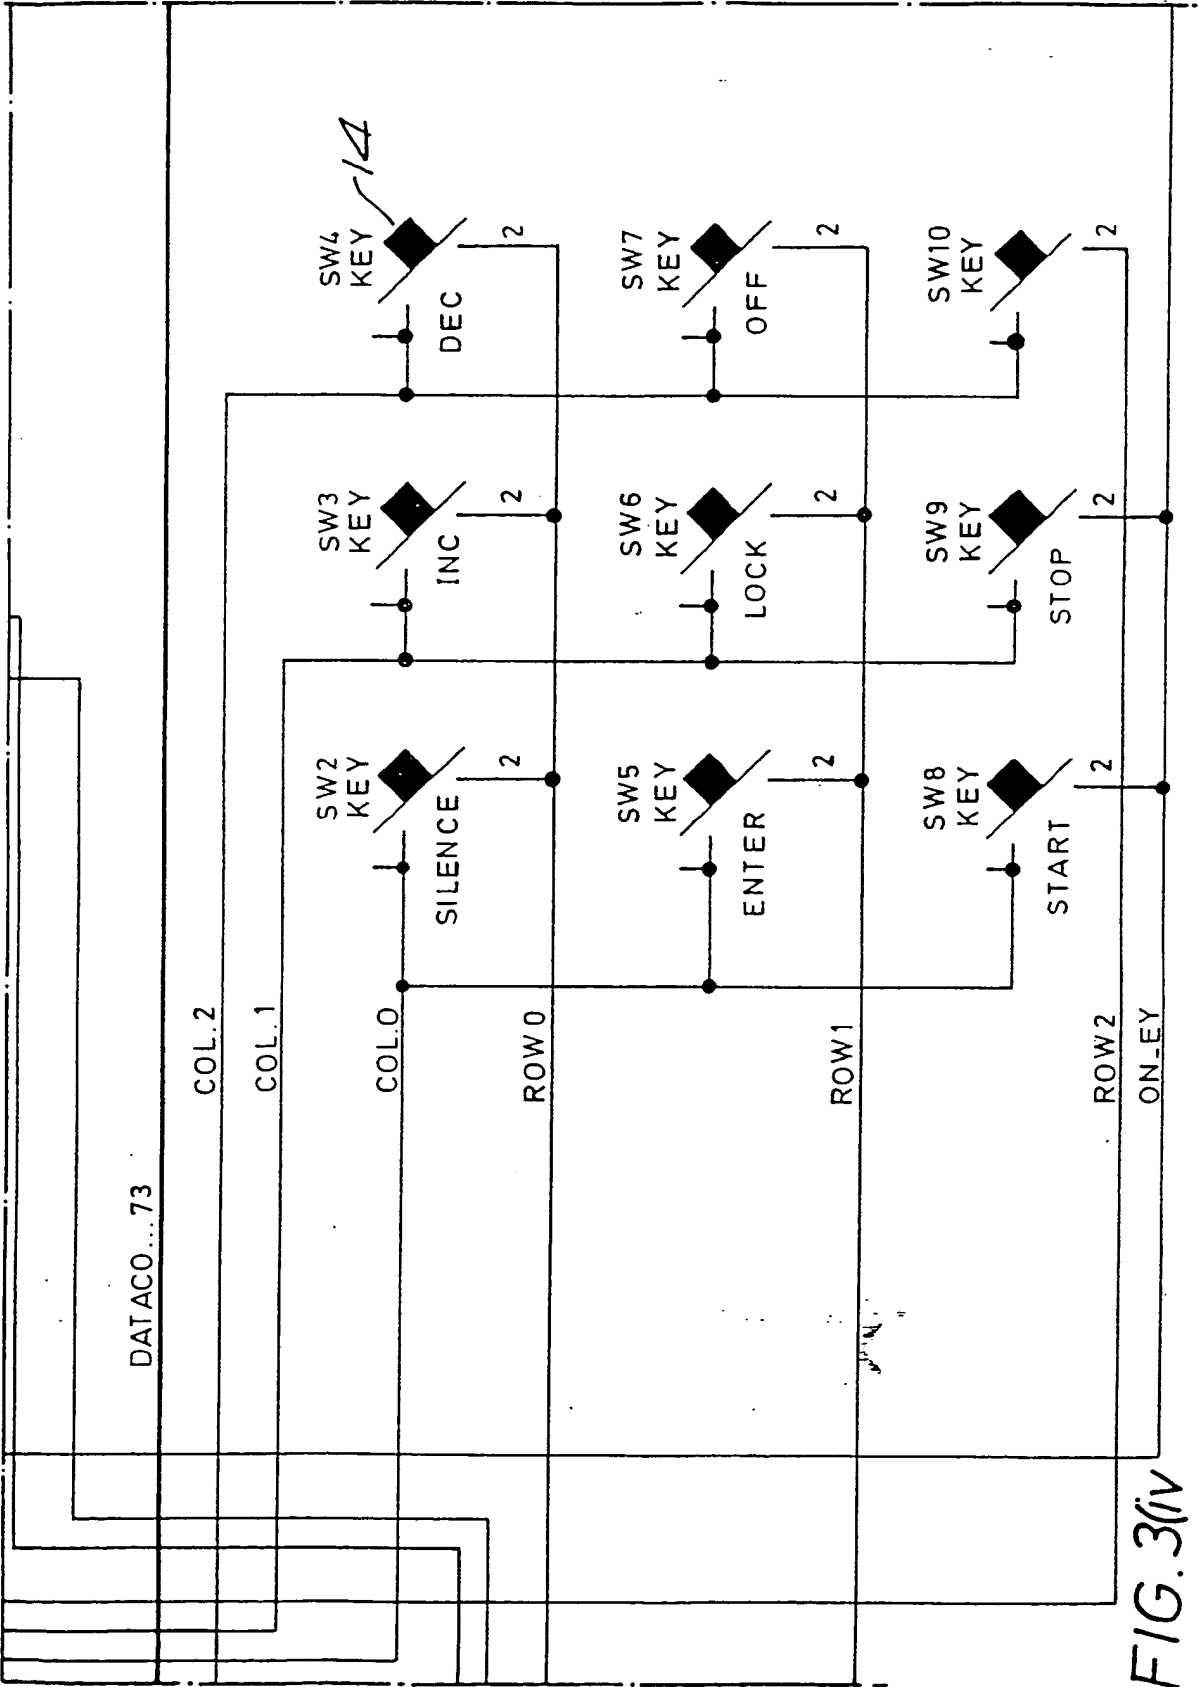 SW4
KEY
14
2
DEC
SW7
KEY
2
OFF
SW10
KEY
2
SW3
KEY
2
INC
SW6
KEY
2
LOCK
SW9
KEY
2
STOP
SW2
KEY
2
SILENCE
SW5
KEY
2
ENTER
SW8
KEY
2
START
COL.2
COL.1
COL.0
ROW 0
ROW1
ROW2
ON_EY
DATACO...73
FIG. 3(iv